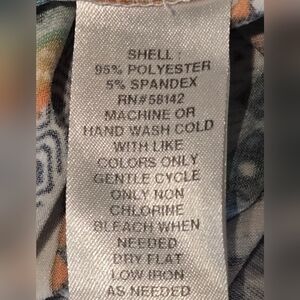 SHELL:
95% POLYESTER
5% SPANDEX
RN#58142
MACHINE OR
HAND WASH COLD
WITH LIKE
COLORS ONLY
GENTLE CYCLE
ONLY NON
CHLORINE
BLEACH WHEN
NEEDED
DRY FLAT
LOW IRON
AS NEEDED